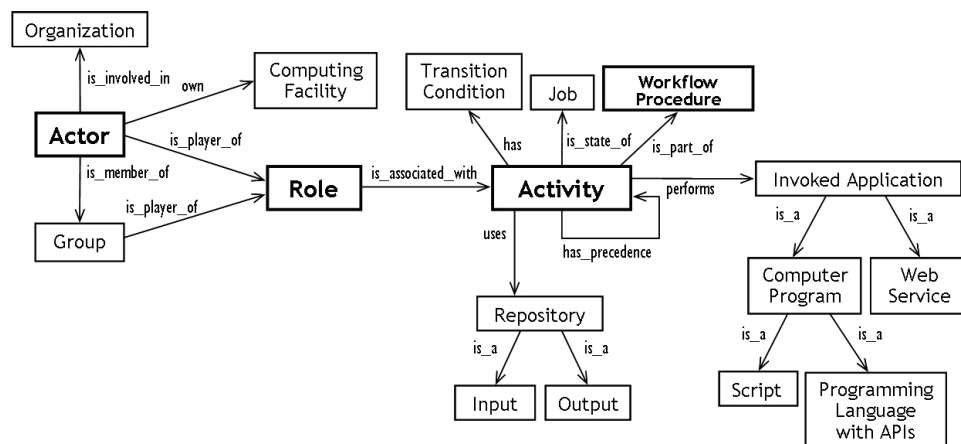 Organization
is_involved_in
own
Computing
Facility
Actor
is_player_of
is_member_of
is_player_of
Group
Role
is_associated_with
Transition
Condition
Job
Workflow
Procedure
has
is_state_of
is_part_of
Activity
performs
Invoked Application
uses
has_precedence
is_a
is_a
Computer
Program
Web
Service
Repository
is_a
is_a
is_a
is_a
Input
Output
Script
Programming
Language
with APIs